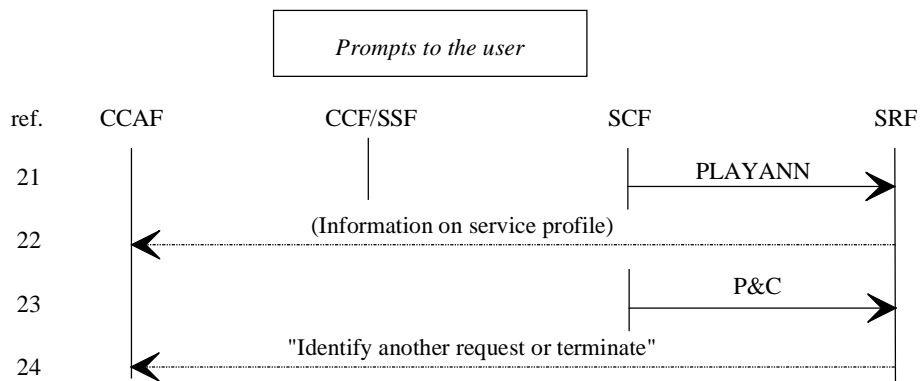 Prompts to the user
ref. CCAF CCF/SSF SCF SRF
21 PLAYANN
(Information on service profile)
22
23 P&C
"Identify another request or terminate"
24